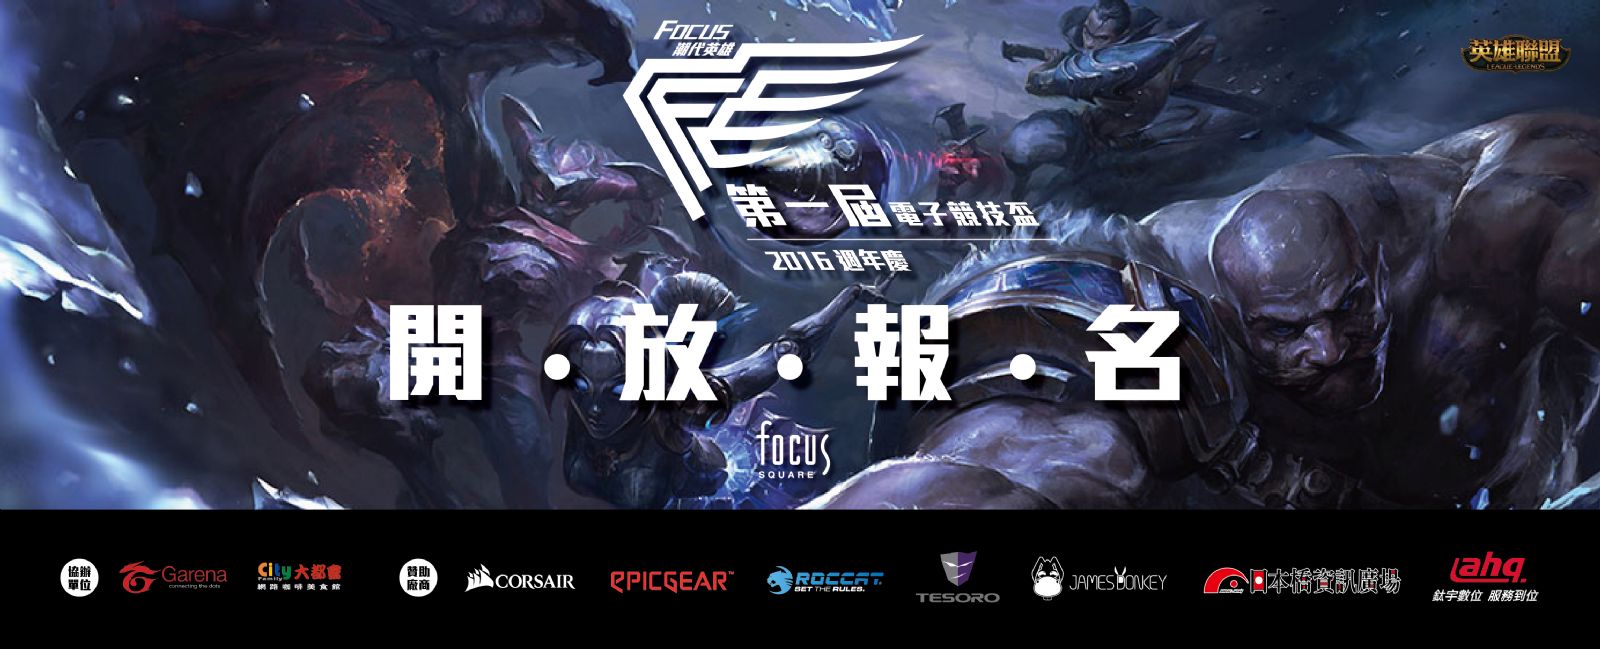 FOCUS
潮代英雄
英雄聯盟
LEAGUE of LEGENDS
第一屆 電子競技盃
2016 週年慶
開・放・報・名
focus
SQUARE
協辦單位
Garena
connecting the dots
City 大都會
Family
網路咖啡美食館
贊助廠商
CORSAIR
EPICGEAR™
ROCCAT.
SET THE RULES.
TESORO
JAMES DONKEY
日本橋資訊廣場
ahq
鈦宇數位 服務到位